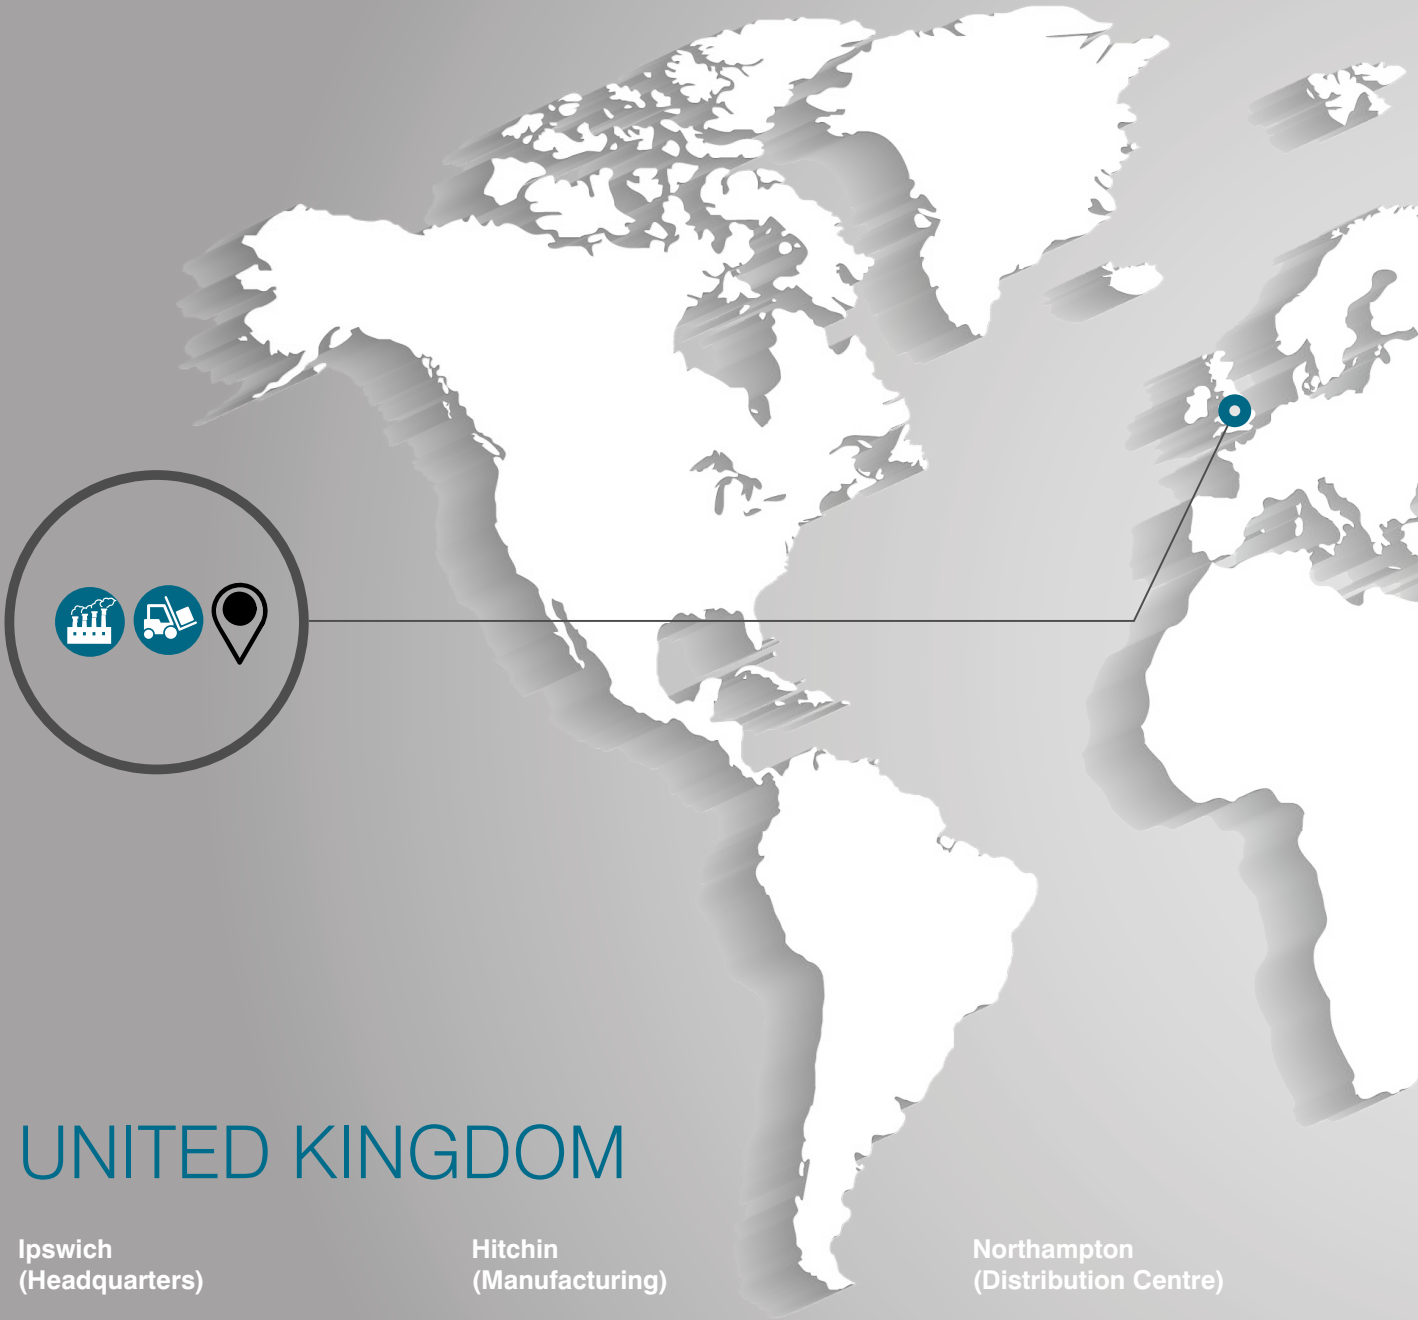 UNITED KINGDOM
Ipswich
(Headquarters)
Hitchin
(Manufacturing)
Northampton
(Distribution Centre)